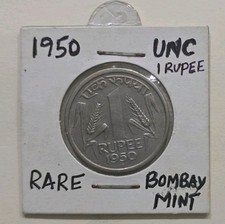 1950
UNC
1 RUPEE
1
RUPEE
1950
RARE
BOMBAY
MINT